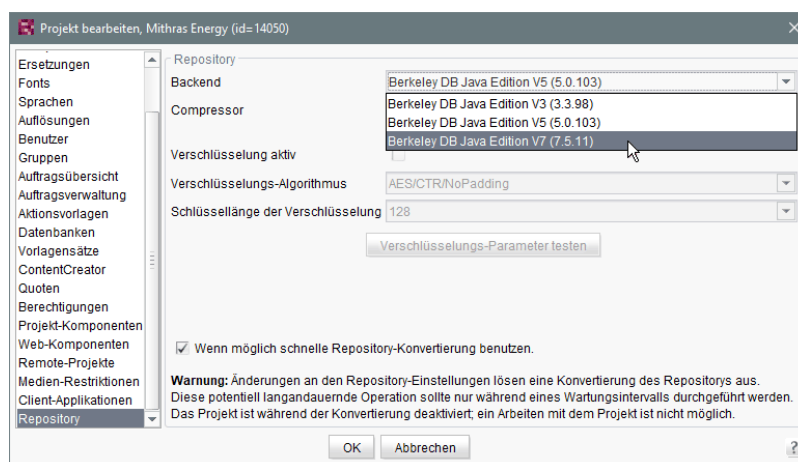 Projekt bearbeiten, Mithras Energy (id=14050)
Ersetzungen
Fonts
Sprachen
Auflösungen
Benutzer
Gruppen
Auftragsübersicht
Auftragsverwaltung
Aktionsvorlagen
Datenbanken
Vorlagensätze
ContentCreator
Quoten
Berechtigungen
Projekt-Komponenten
Web-Komponenten
Remote-Projekte
Medien-Restriktionen
Client-Applikationen
Repository
Repository
Backend
Berkeley DB Java Edition V5 (5.0.103)
Compressor
Berkeley DB Java Edition V3 (3.3.98)
Berkeley DB Java Edition V5 (5.0.103)
Berkeley DB Java Edition V7 (7.5.11)
Verschlüsselung aktiv
Verschlüsselungs-Algorithmus
AES/CTR/NoPadding
Schlüssellänge der Verschlüsselung
128
Verschlüsselungs-Parameter testen
Wenn möglich schnelle Repository-Konvertierung benutzen.
Warnung: Änderungen an den Repository-Einstellungen lösen eine Konvertierung des Repositorys aus.
Diese potentiell langandauernde Operation sollte nur während eines Wartungsintervalls durchgeführt werden.
Das Projekt ist während der Konvertierung deaktiviert; ein Arbeiten mit dem Projekt ist nicht möglich.
OK
Abbrechen
?